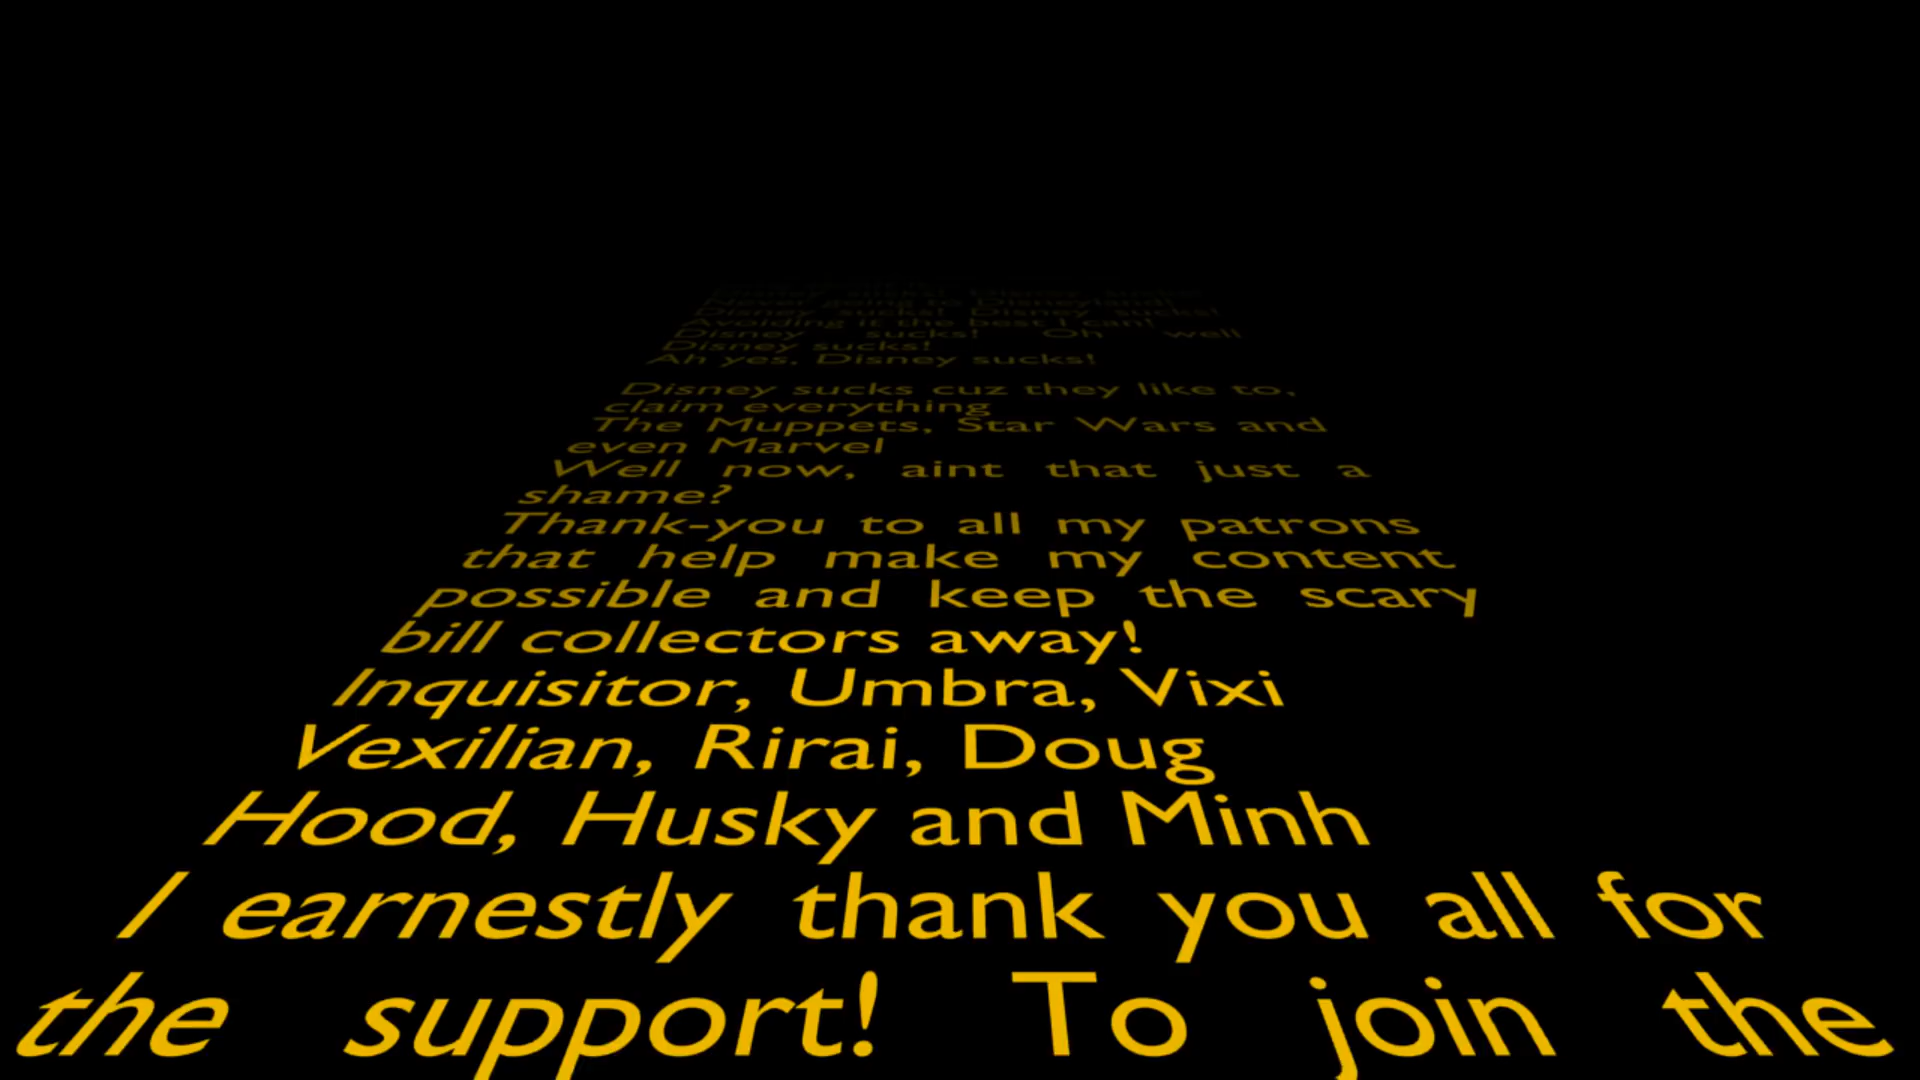 Disney sucks! Disney sucks!
Never going to Disneyland!
Disney sucks! Disney sucks!
Avoiding it the best I can!
Disney sucks! Oh well
Disney sucks!
Ah yes, Disney sucks!
Disney sucks cuz they like to,
claim everything
The Muppets, Star Wars and
even Marvel
Well now, aint that just a
shame?
Thank-you to all my patrons
that help make my content
possible and keep the scary
bill collectors away!
Inquisitor, Umbra, Vixi
Vexilian, Rirai, Doug
Hood, Husky and Minh
I earnestly thank you all for
the support! To join the